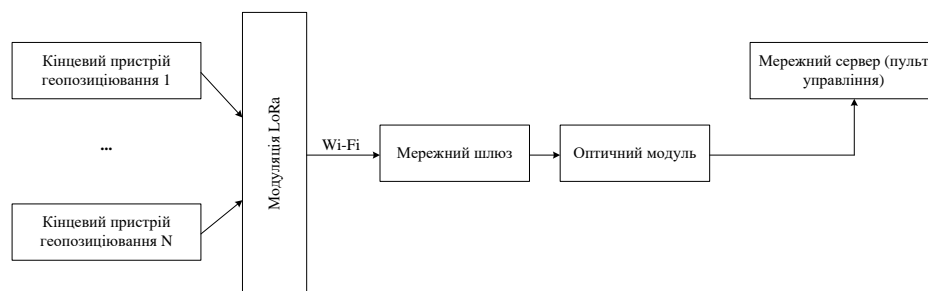 Кінцевий пристрій
геопозиціювання 1
...
Кінцевий пристрій
геопозиціювання N
Модуляція LoRa
Wi-Fi
Мережний шлюз
Оптичний модуль
Мережний сервер (пульт
управління)